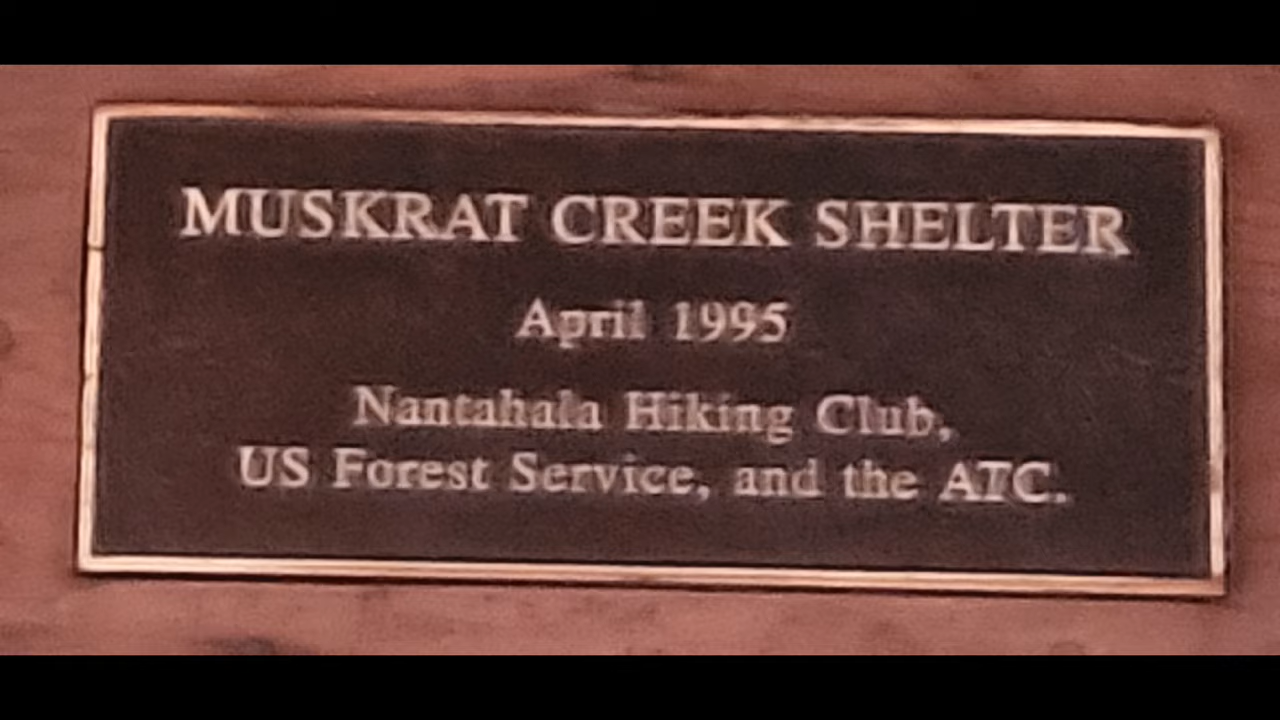 MUSKRAT CREEK SHELTER
April 1995
Nantahala Hiking Club,
US Forest Service, and the ATC.